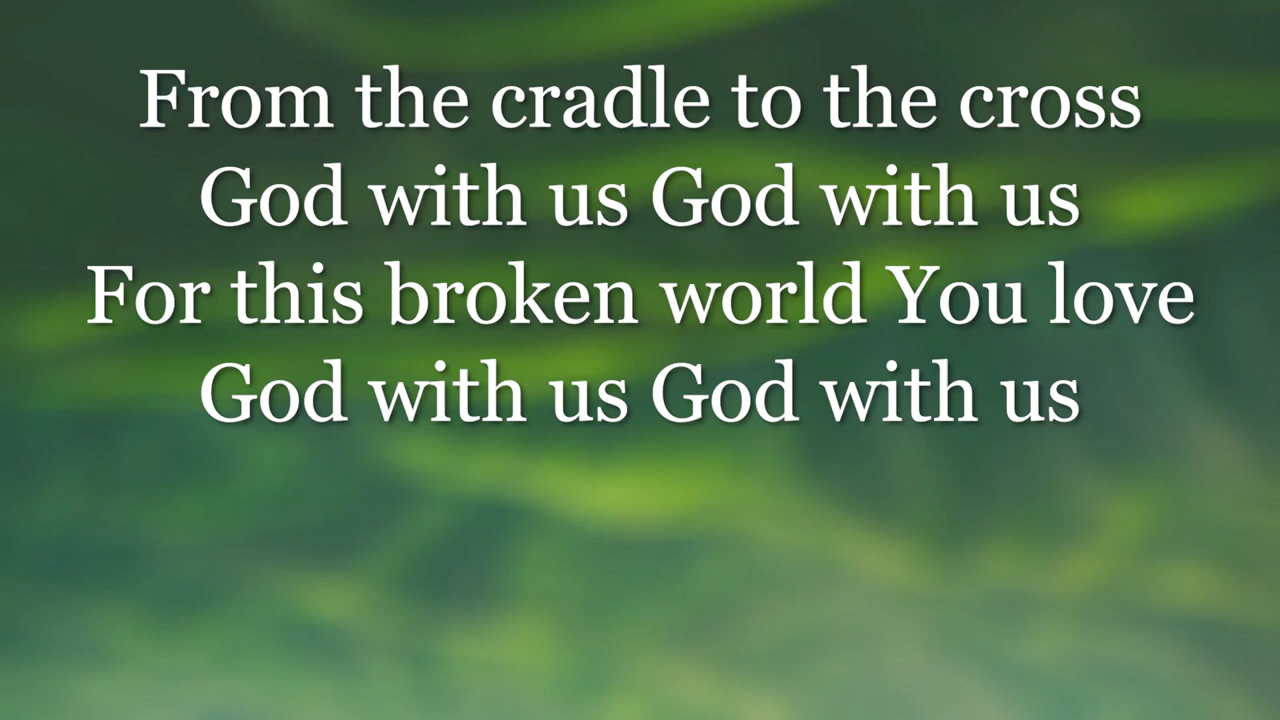 From the cradle to the cross
God with us God with us
For this broken world You love
God with us God with us